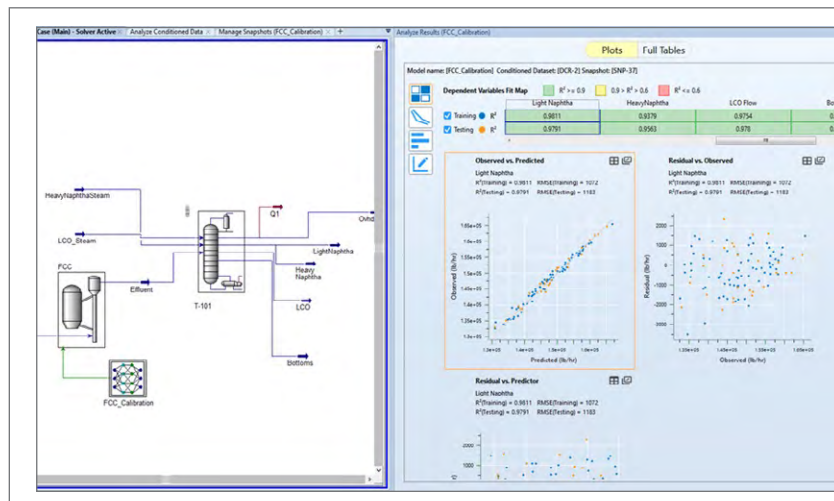 Case (Main) - Solver Active
Analyze Conditioned Data
Manage Snapshots (FCC_Calibration)
+
HeavyNaphthaSteam
LCO_Steam
FCC
Effluent
T-101
Q1
LightNaphtha
Heavy
Naphtha
LCO
Bottoms
FCC_Calibration
Analyze Results (FCC_Calibration)
Plots Full Tables
Model name: [FCC_Calibration] Conditioned Dataset: [DCR-2] Snapshot: [SNP-37]
Dependent Variables Fit Map R² >= 0.9 0.9 > R² > 0.6 R² <= 0.6
Light Naphtha HeavyNaphtha LCO Flow
Training R² 0.9811 0.9379 0.9754
Testing R² 0.9791 0.9563 0.978
Observed vs. Predicted
Light Naphtha
R²(Training) = 0.9811 RMSE(Training) = 1072
R²(Testing) = 0.9791 RMSE(Testing) = 1183
Observed (lb/hr)
Predicted (lb/hr)
Residual vs. Observed
Light Naphtha
R²(Training) = 0.9811 RMSE(Training) = 1072
R²(Testing) = 0.9791 RMSE(Testing) = 1183
2000
1000
0
-1000
-2000
-3000
Residual (lb/hr)
Observed (lb/hr)
Residual vs. Predictor
Light Naphtha
R²(Training) = 0.9811 RMSE(Training) = 1072
R²(Testing) = 0.9791 RMSE(Testing) = 1183
2000
1000